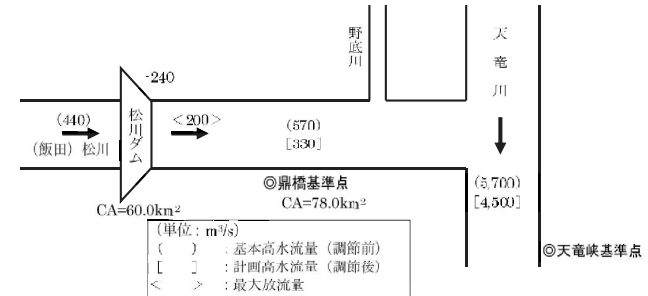 野底川
天竜川
-240
(440)
(飯田) 松川
松川ダム
<200>
(570)
[330]
◎鼎橋基準点
CA=60.0km²
CA=78.0km²
(5,700)
[4,500]
◎天竜峡基準点
(単位：m³/s)
(　　) ：基本高水流量（調節前）
[　　] ：計画高水流量（調節後）
<　　> ：最大放流量